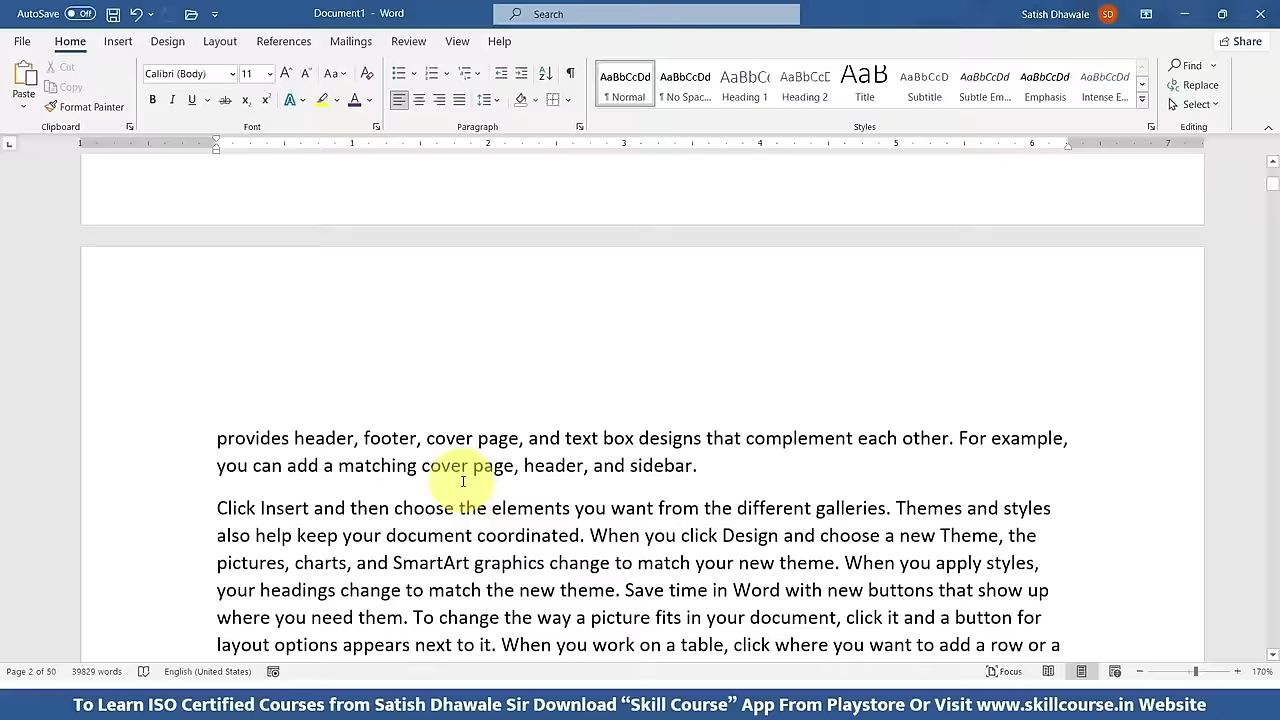 AutoSave Off Document1 - Word Search Satish Dhawale SD
File Home Insert Design Layout References Mailings Review View Help Share
Paste Cut Copy Format Painter Clipboard
Calibri (Body) 11 Font
Paragraph
AaBbCcDd AaBbCcDd AaBbC( AaBbCcE AaB AaBbCcD AaBbCcDd AaBbCcDd AaBbCcDd
¶ Normal ¶ No Spac... Heading 1 Heading 2 Title Subtitle Subtle Em... Emphasis Intense E...
Styles
Find Replace Select Editing
1 1 2 3 4 5 6 7
provides header, footer, cover page, and text box designs that complement each other. For example,
you can add a matching cover page, header, and sidebar.
Click Insert and then choose the elements you want from the different galleries. Themes and styles
also help keep your document coordinated. When you click Design and choose a new Theme, the
pictures, charts, and SmartArt graphics change to match your new theme. When you apply styles,
your headings change to match the new theme. Save time in Word with new buttons that show up
where you need them. To change the way a picture fits in your document, click it and a button for
layout options appears next to it. When you work on a table, click where you want to add a row or a
Page 2 of 50 39829 words English (United States) Focus 170%
To Learn ISO Certified Courses from Satish Dhawale Sir Download “Skill Course” App From Playstore Or Visit www.skillcourse.in Website